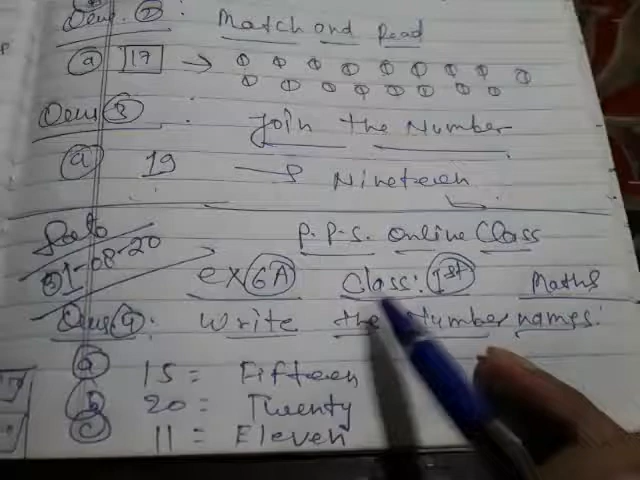 Ques. 2: Match and Read
a 17 →
Ques 3 : Join the Number
a 19 → Nineteen
Date P.P.S. Online Class
01-08-20 ex 6A Class: 1st Maths
Ques 4: Write the Number names:
a 15 = Fifteen
b 20 = Twenty
c 11 = Eleven